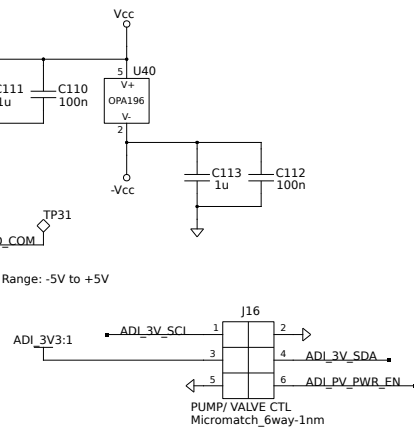 Vcc
5 U40
C111 C110
1u 100n
V+
OPA196
V-
2
C113 C112
1u 100n
-Vcc
TP31
_COM
Range: -5V to +5V
J16
ADI_3V_SCL 1 2
ADI_3V3:1
3 4 ADI_3V_SDA
5 6 ADI_PV_PWR_EN
PUMP/ VALVE CTL
Micromatch_6way-1nm